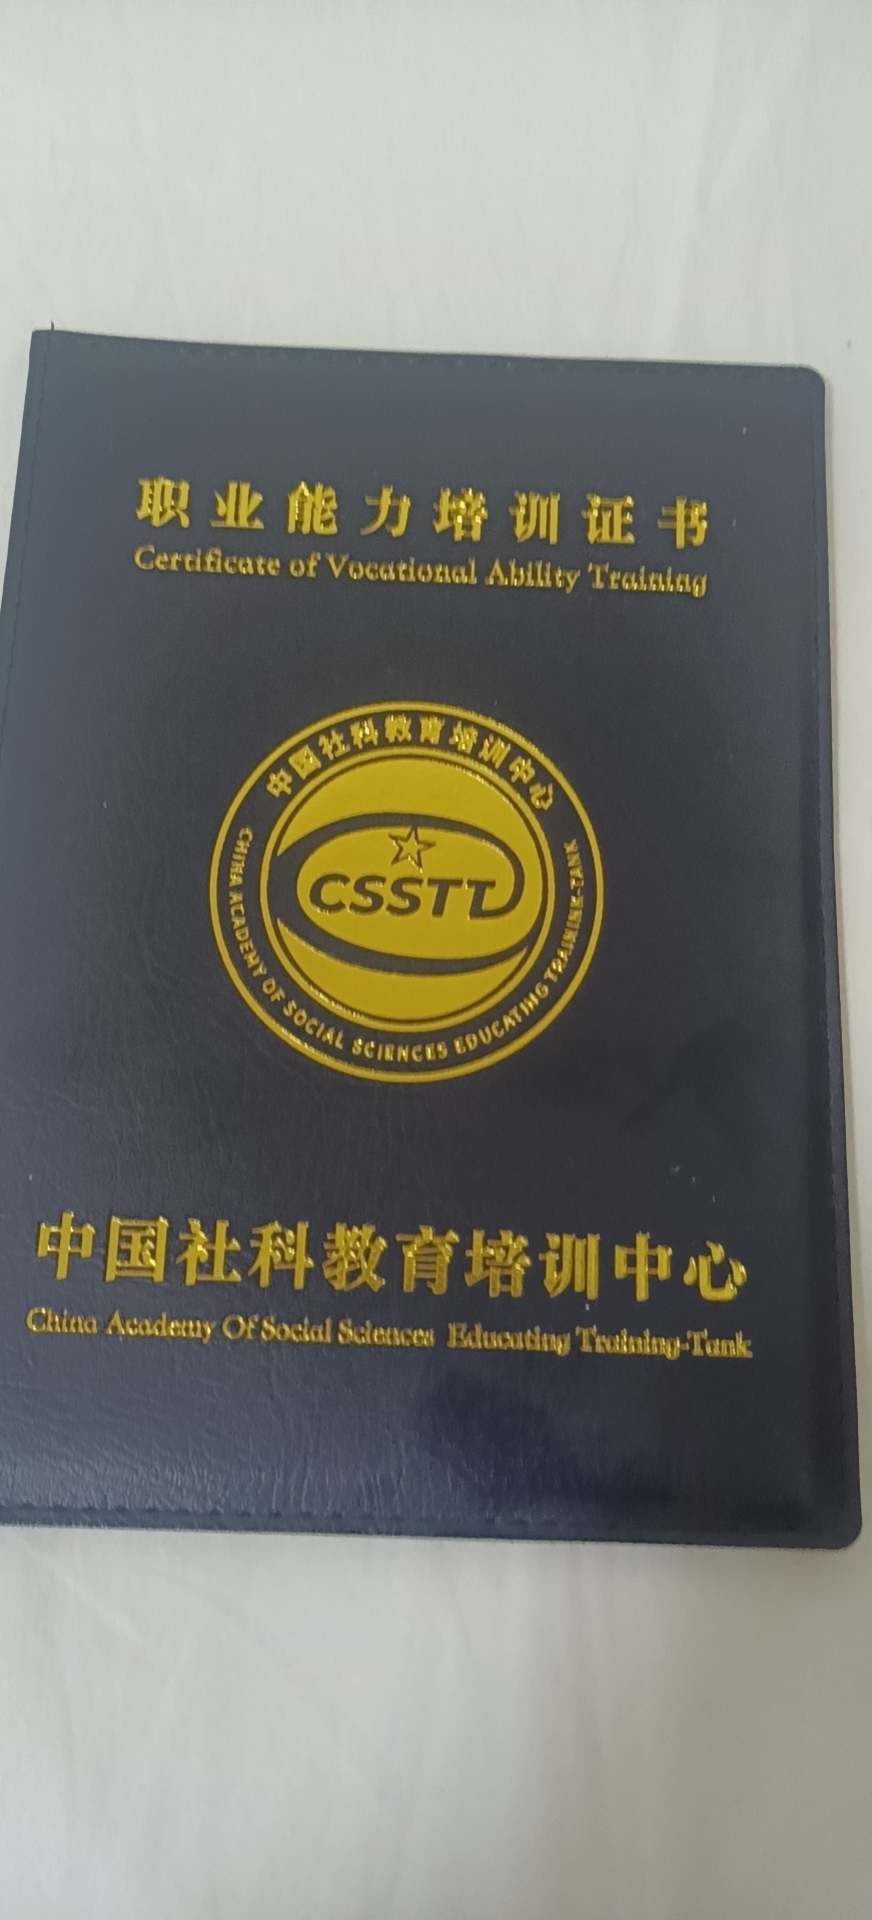 职业能力培训证书
Certificate of Vocational Ability Training
中国社科教育培训中心
CSSTT
CHINA ACADEMY OF SOCIAL SCIENCES EDUCATING TRAINING-TANK
中国社科教育培训中心
China Academy Of Social Sciences Educating Training-Tank